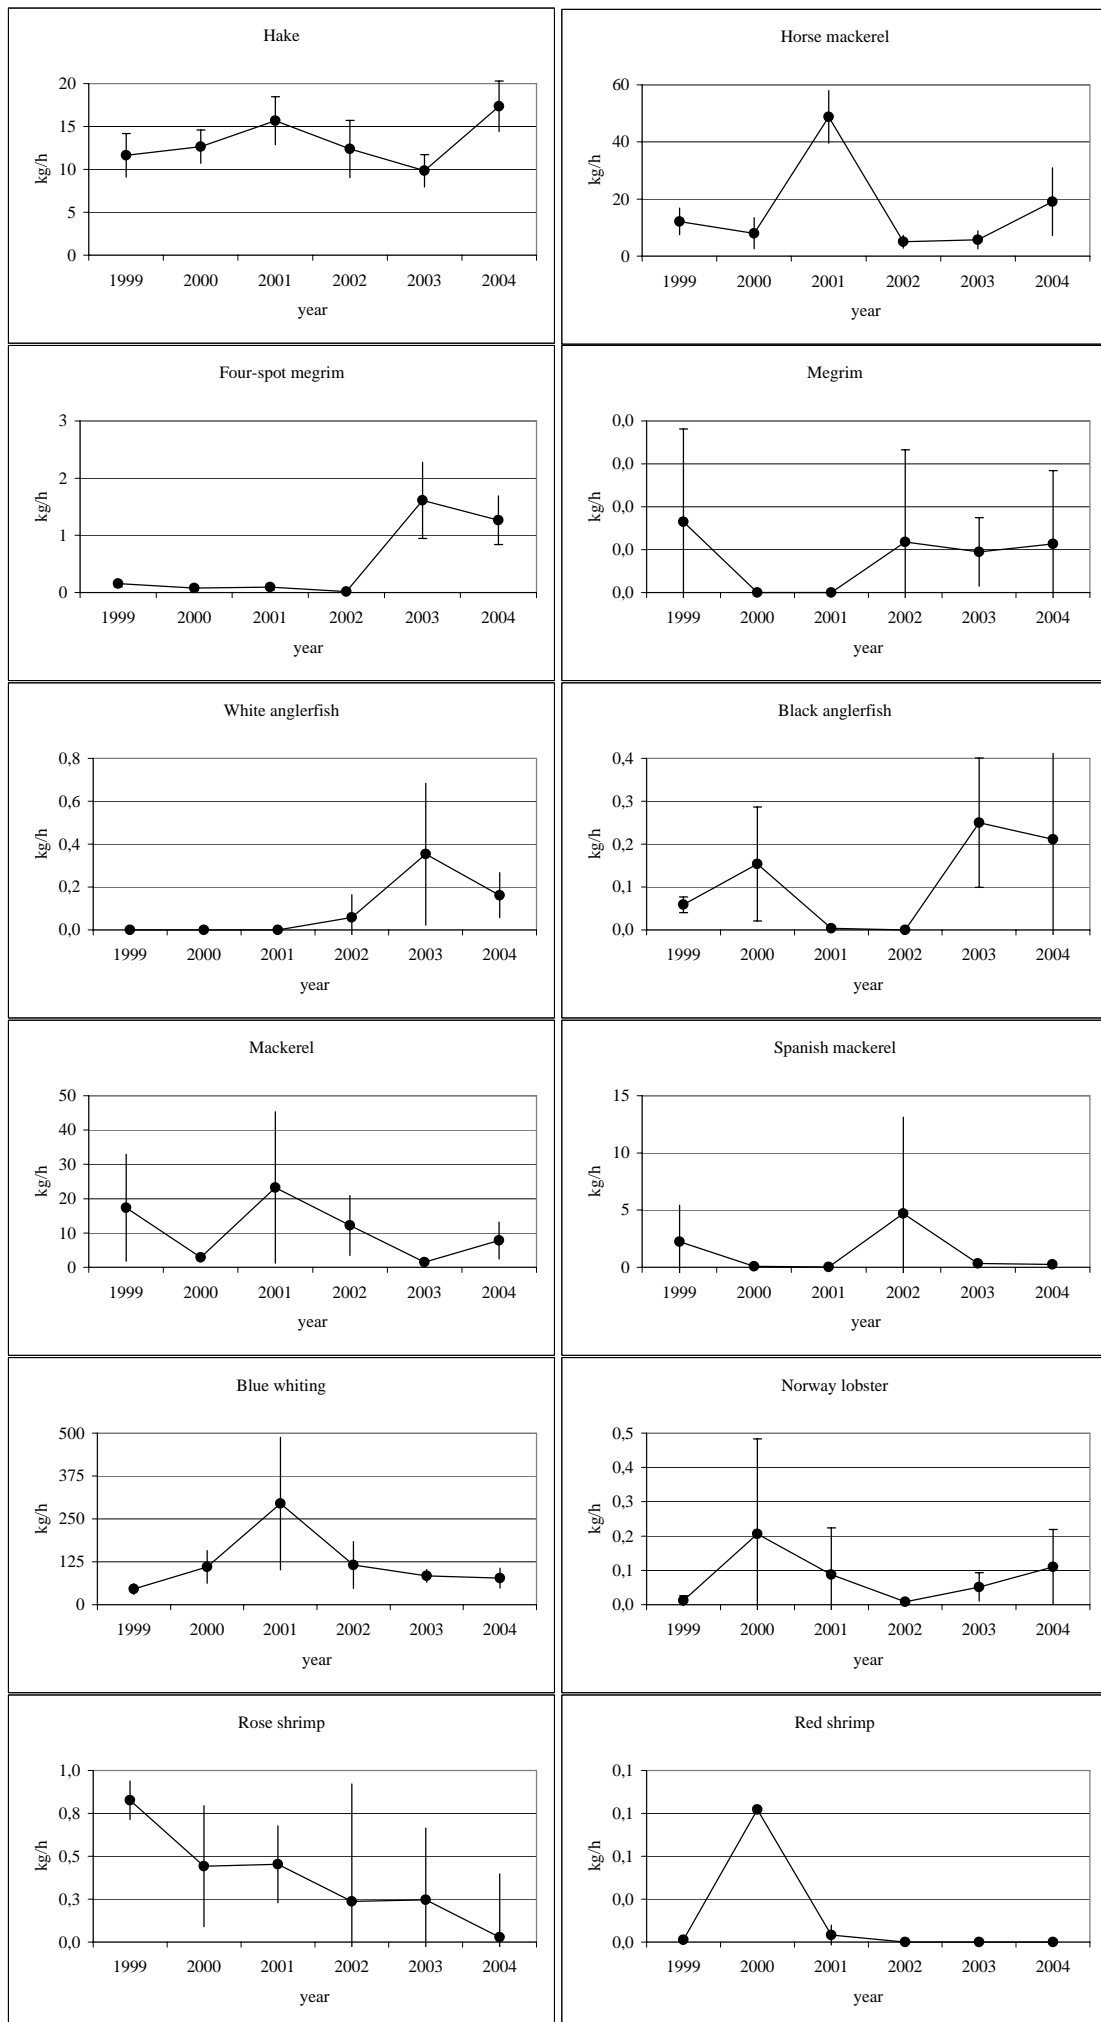 Hake
20
15
10
5
0
kg/h
1999 2000 2001 2002 2003 2004
year
Horse mackerel
60
40
20
0
kg/h
1999 2000 2001 2002 2003 2004
year
Four-spot megrim
3
2
1
0
kg/h
1999 2000 2001 2002 2003 2004
year
Megrim
0,0
0,0
0,0
0,0
0,0
kg/h
1999 2000 2001 2002 2003 2004
year
White anglerfish
0,8
0,6
0,4
0,2
0,0
kg/h
1999 2000 2001 2002 2003 2004
year
Black anglerfish
0,4
0,3
0,2
0,1
0,0
kg/h
1999 2000 2001 2002 2003 2004
year
Mackerel
50
40
30
20
10
0
kg/h
1999 2000 2001 2002 2003 2004
year
Spanish mackerel
15
10
5
0
kg/h
1999 2000 2001 2002 2003 2004
year
Blue whiting
500
375
250
125
0
kg/h
1999 2000 2001 2002 2003 2004
year
Norway lobster
0,5
0,4
0,3
0,2
0,1
0,0
kg/h
1999 2000 2001 2002 2003 2004
year
Rose shrimp
1,0
0,8
0,5
0,3
0,0
kg/h
1999 2000 2001 2002 2003 2004
year
Red shrimp
0,1
0,1
0,1
0,0
0,0
kg/h
1999 2000 2001 2002 2003 2004
year